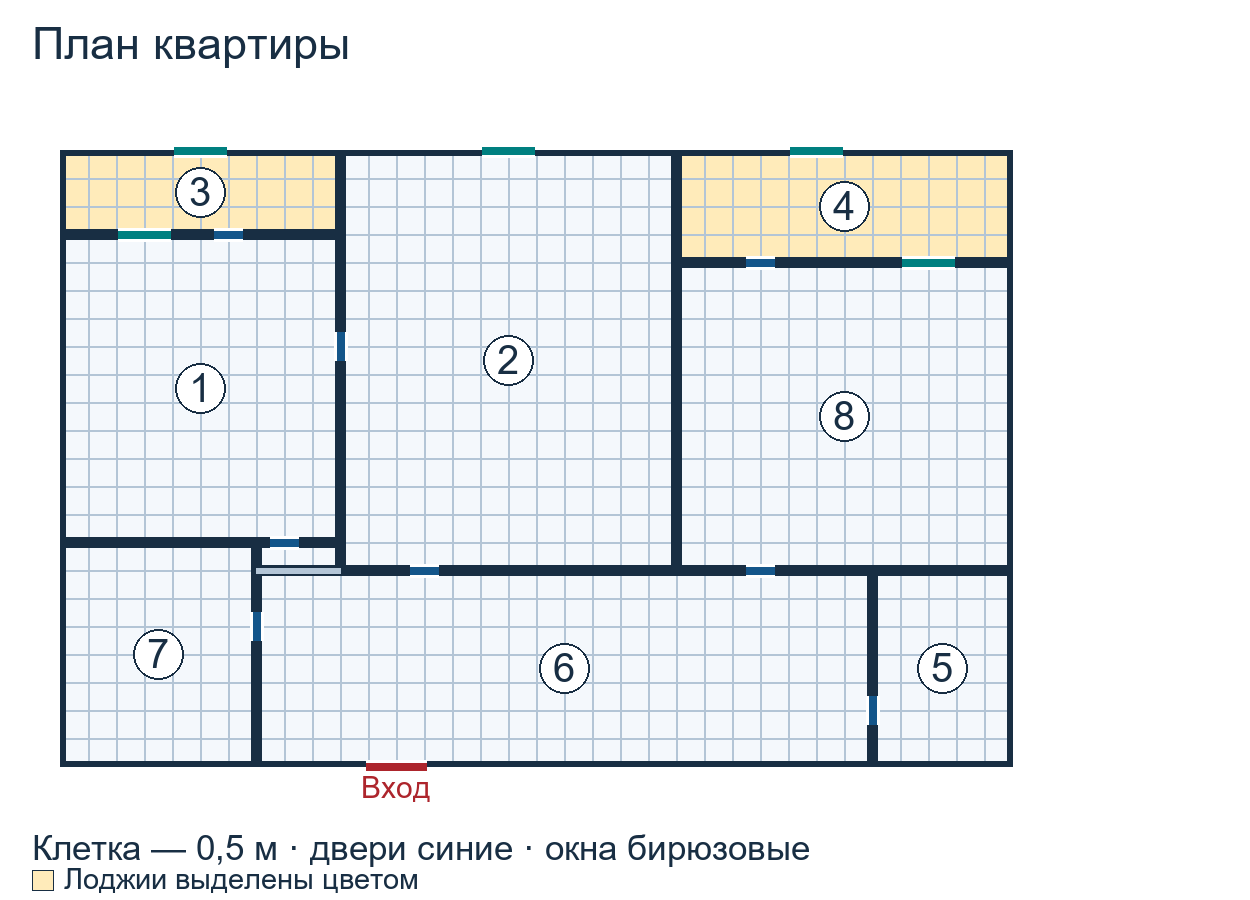 План квартиры
3
4
2
1
8
7
6
5
Вход
Клетка — 0,5 м · двери синие · окна бирюзовые
Лоджии выделены цветом